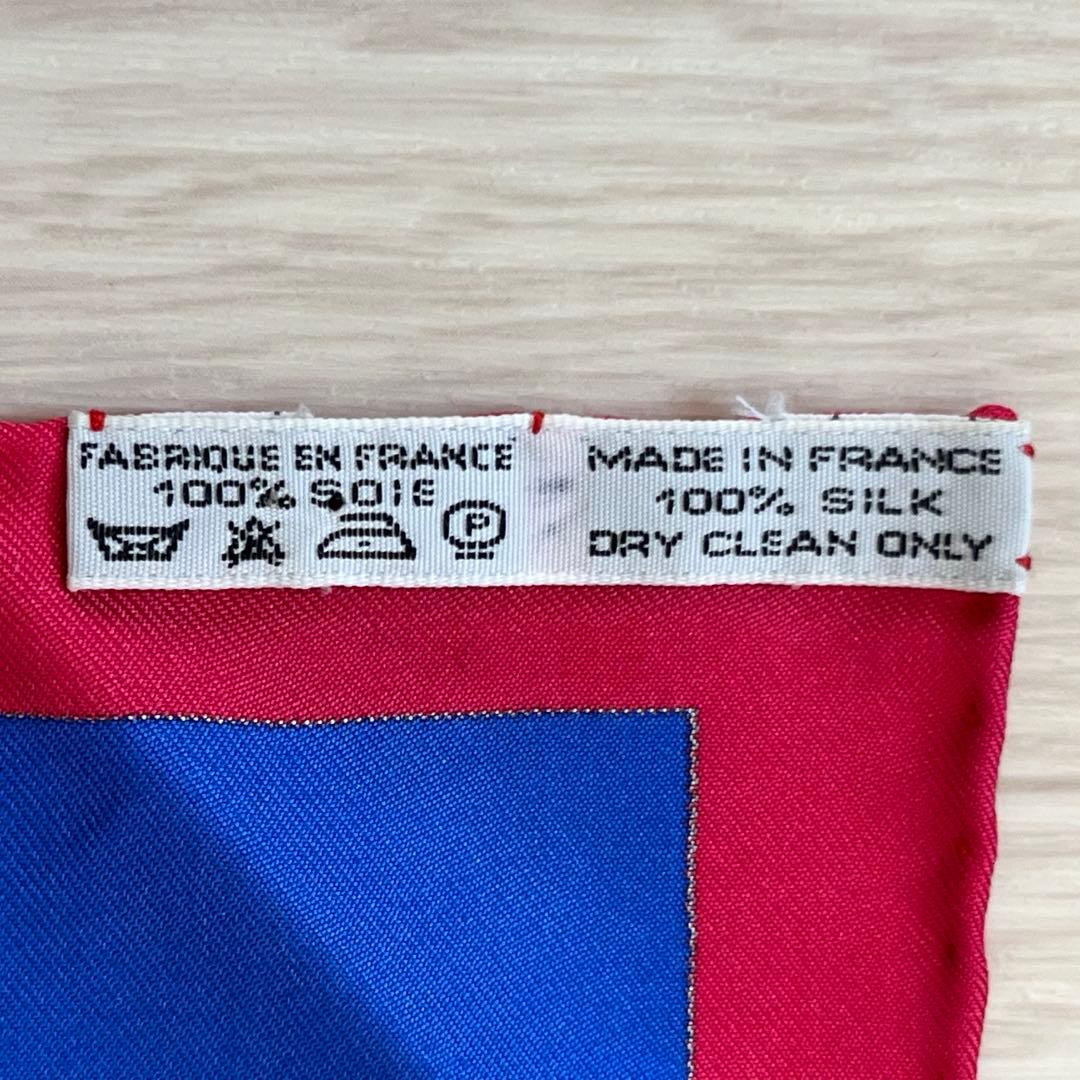 FABRIQUE EN FRANCE
100% SOIE
P
MADE IN FRANCE
100% SILK
DRY CLEAN ONLY